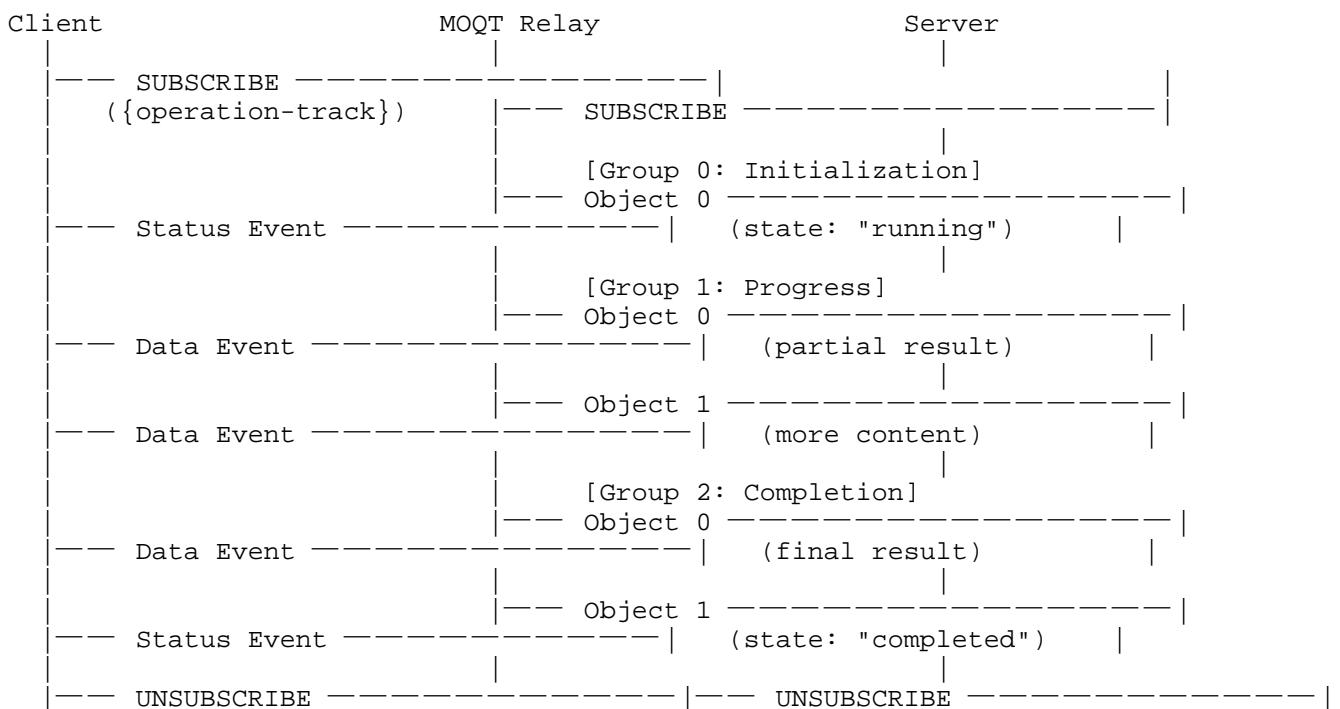 Client MOQT Relay Server
SUBSCRIBE
({operation-track}) SUBSCRIBE
[Group 0: Initialization]
Object 0
Status Event (state: "running")
[Group 1: Progress]
Object 0
Data Event (partial result)
Object 1
Data Event (more content)
[Group 2: Completion]
Object 0
Data Event (final result)
Object 1
Status Event (state: "completed")
UNSUBSCRIBE UNSUBSCRIBE